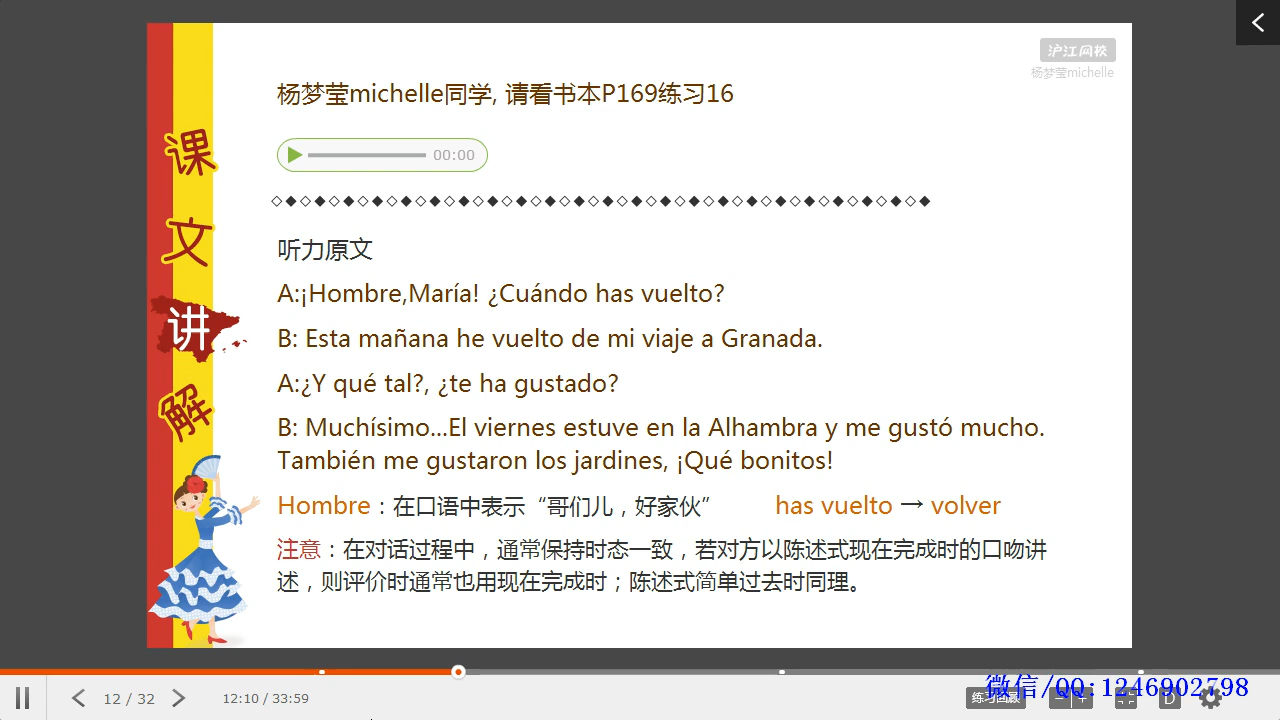 沪江网校
杨梦莹michelle
杨梦莹michelle同学, 请看书本P169练习16
00:00
课
文
讲
解
听力原文
A:¡Hombre,María! ¿Cuándo has vuelto?
B: Esta mañana he vuelto de mi viaje a Granada.
A:¿Y qué tal?, ¿te ha gustado?
B: Muchísimo...El viernes estuve en la Alhambra y me gustó mucho.
También me gustaron los jardines, ¡Qué bonitos!
Hombre：在口语中表示“哥们儿，好家伙” has vuelto → volver
注意：在对话过程中，通常保持时态一致，若对方以陈述式现在完成时的口吻讲
述，则评价时通常也用现在完成时；陈述式简单过去时同理。
12 / 32
12:10 / 33:59
微信/QQ:1246902798
D